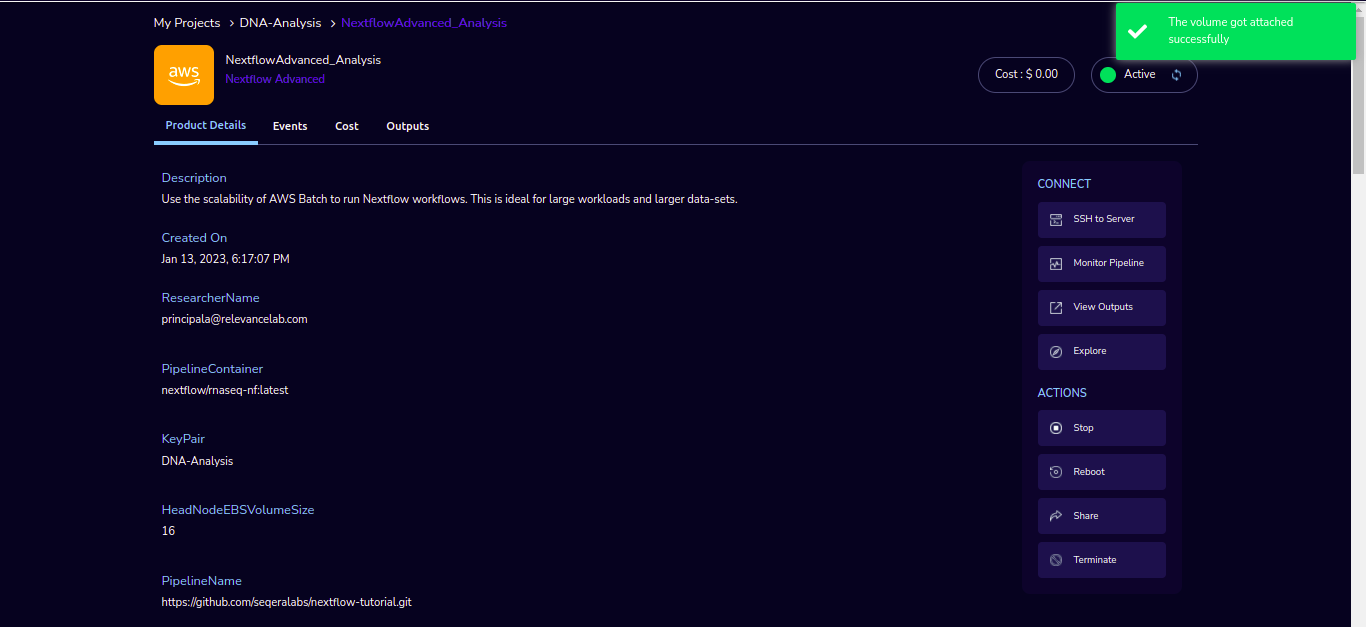 My Projects > DNA-Analysis > NextflowAdvanced_Analysis
The volume got attached
successfully
aws
NextflowAdvanced_Analysis
Nextflow Advanced
Cost : $ 0.00
Active
Product Details
Events
Cost
Outputs
Description
Use the scalability of AWS Batch to run Nextflow workflows. This is ideal for large workloads and larger data-sets.
Created On
Jan 13, 2023, 6:17:07 PM
ResearcherName
principala@relevancelab.com
PipelineContainer
nextflow/rnaseq-nf:latest
KeyPair
DNA-Analysis
HeadNodeEBSVolumeSize
16
PipelineName
https://github.com/seqeralabs/nextflow-tutorial.git
CONNECT
SSH to Server
Monitor Pipeline
View Outputs
Explore
ACTIONS
Stop
Reboot
Share
Terminate